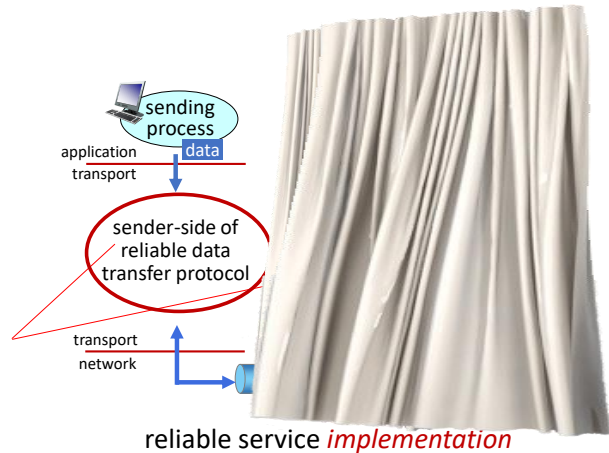 sending
process
data
application
transport
sender-side of
reliable data
transfer protocol
transport
network
reliable service implementation